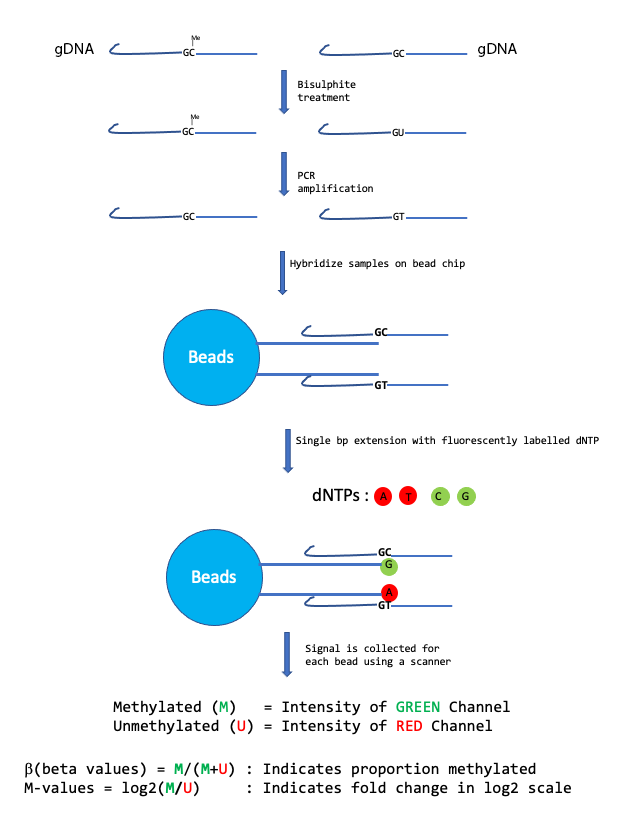 Me
gDNA GC GC gDNA
Bisulphite
treatment
Me
GC GU
PCR
amplification
GC GT
Hybridize samples on bead chip
GC
Beads
GT
Single bp extension with fluorescently labelled dNTP
dNTPs : A T C G
GC
G
Beads
A
GT
Signal is collected for
each bead using a scanner
Methylated (M) = Intensity of GREEN Channel
Unmethylated (U) = Intensity of RED Channel
β(beta values) = M/(M+U) : Indicates proportion methylated
M-values = log2(M/U) : Indicates fold change in log2 scale